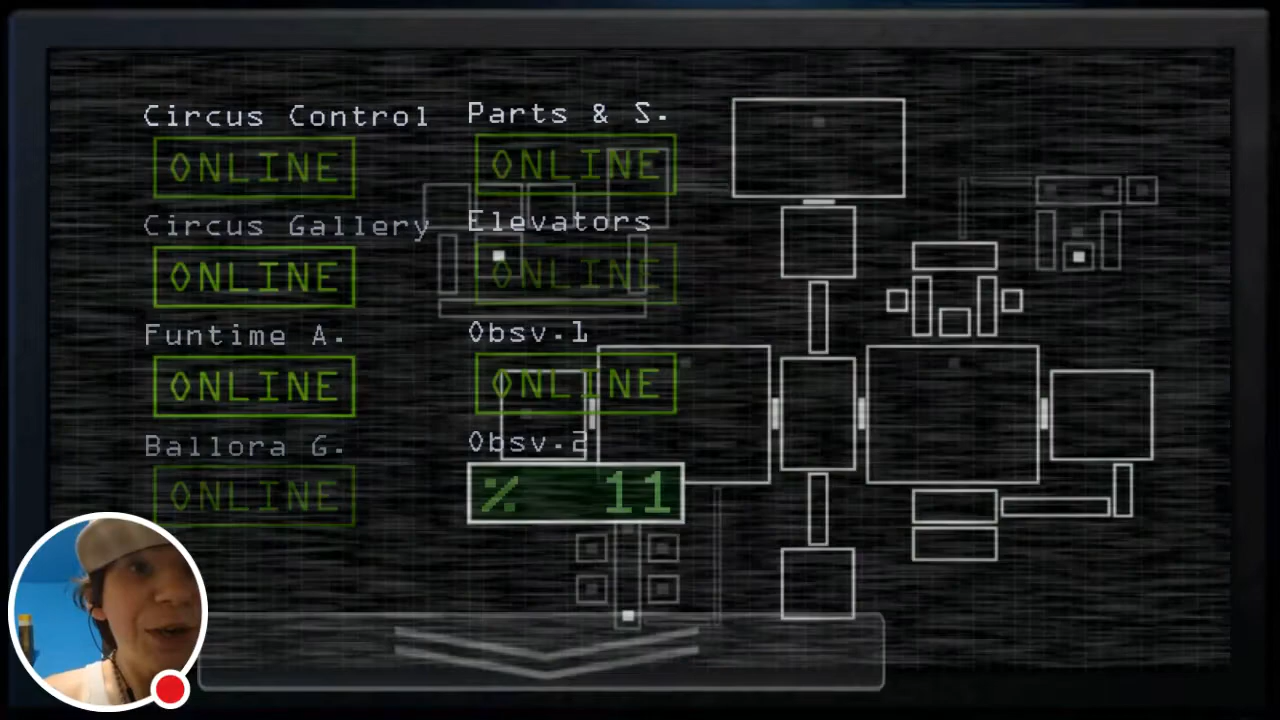 Circus Control
ONLINE
Circus Gallery
ONLINE
Funtime A.
ONLINE
Ballora G.
ONLINE
Parts & S.
ONLINE
Elevators
ONLINE
Obsv.1
ONLINE
Obsv.2
% 11